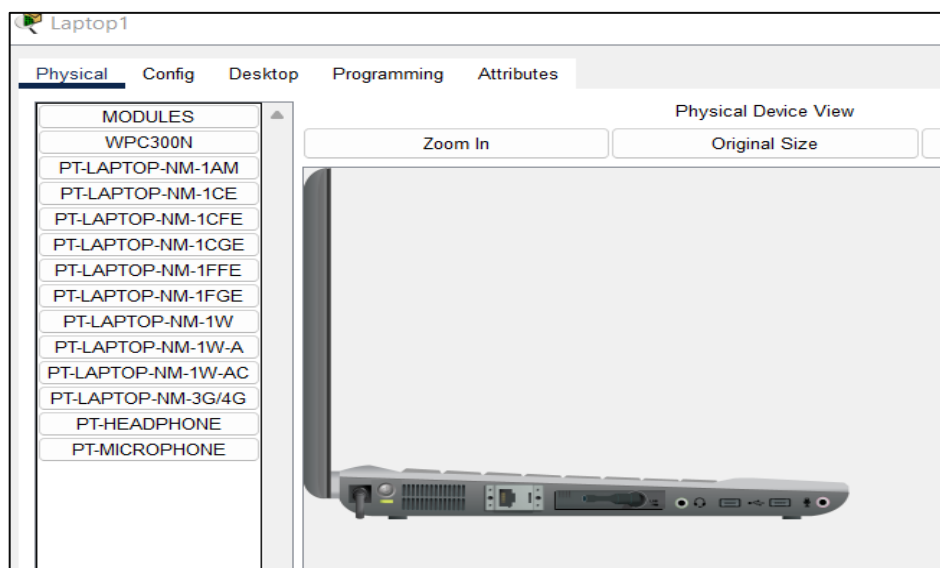 Laptop1
Physical Config Desktop Programming Attributes
MODULES
WPC300N
PT-LAPTOP-NM-1AM
PT-LAPTOP-NM-1CE
PT-LAPTOP-NM-1CFE
PT-LAPTOP-NM-1CGE
PT-LAPTOP-NM-1FFE
PT-LAPTOP-NM-1FGE
PT-LAPTOP-NM-1W
PT-LAPTOP-NM-1W-A
PT-LAPTOP-NM-1W-AC
PT-LAPTOP-NM-3G/4G
PT-HEADPHONE
PT-MICROPHONE
Physical Device View
Zoom In Original Size